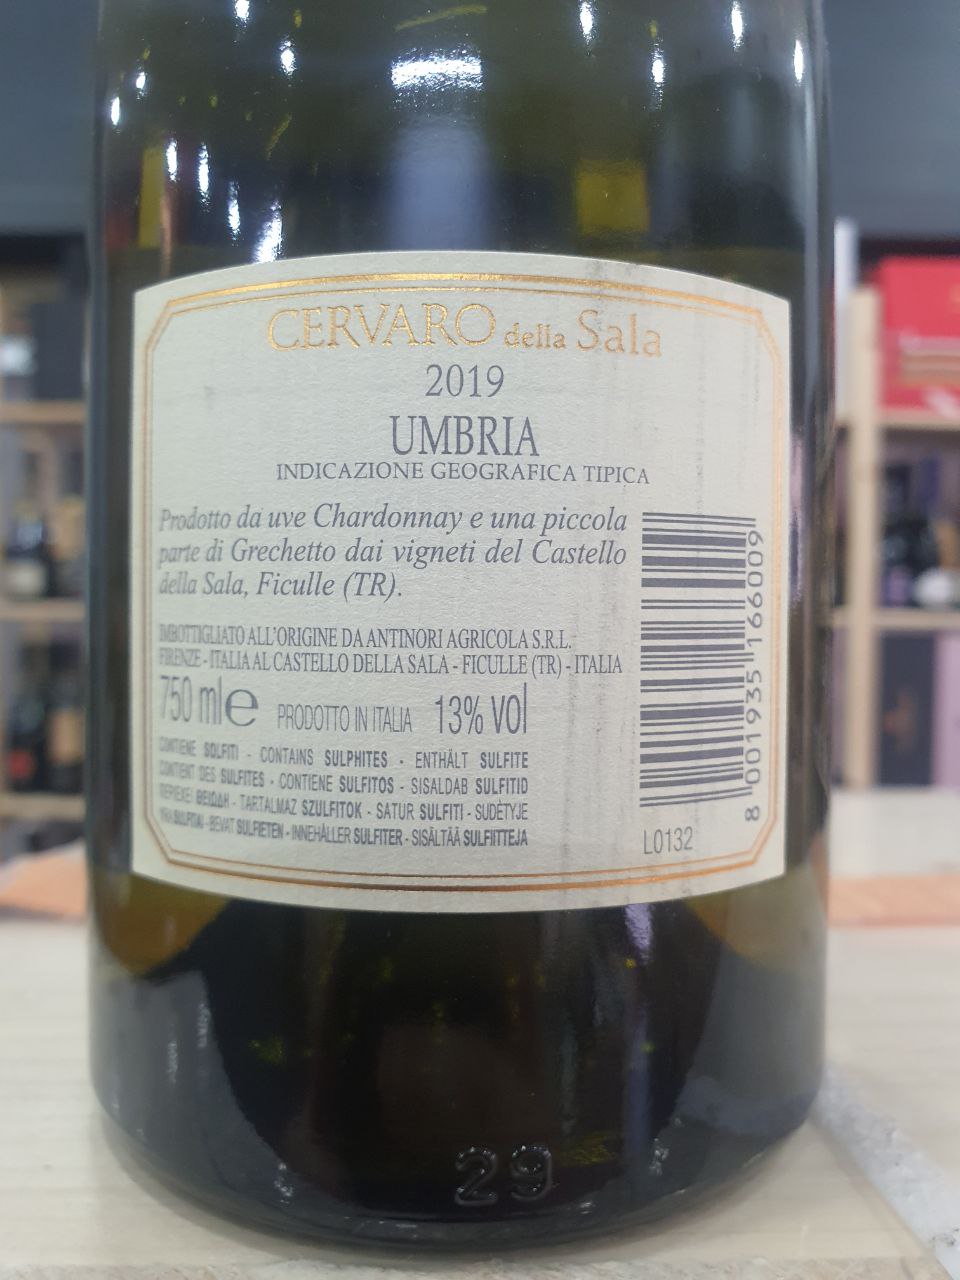 CERVARO della Sala
2019
UMBRIA
INDICAZIONE GEOGRAFICA TIPICA
Prodotto da uve Chardonnay e una piccola
parte di Grechetto dai vigneti del Castello
della Sala, Ficulle (TR).
IMBOTTIGLIATO ALL'ORIGINE DA ANTINORI AGRICOLA S.R.L.
FIRENZE - ITALIA AL CASTELLO DELLA SALA - FICULLE (TR) - ITALIA
750 ml e PRODOTTO IN ITALIA 13% VOl
CONTIENE SOLFITI - CONTAINS SULPHITES - ENTHÄLT SULFITE
CONTIENT DES SULFITES - CONTIENE SULFITOS - SISALDAB SULFITID
ΠEPIEXEI ΘΕΙΩΔΗ - TARTALMAZ SZULFITOK - SATUR SULFITI - SUDĖTYJE
YRA SULFITAI - BEVAT SULFIETEN - INNEHÅLLER SULFITER - SISÄLTÄÄ SULFIITTEJA
8 001935 166009
L0132
29